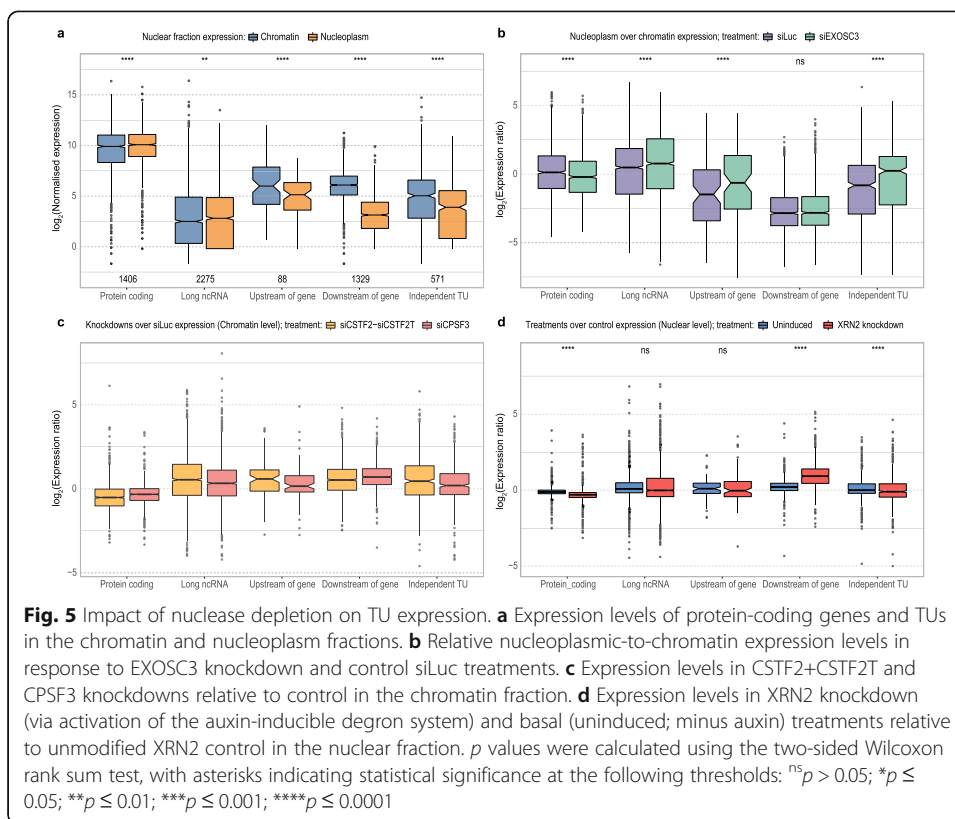 a
Nuclear fraction expression: Chromatin Nucleoplasm
**** ** **** **** ****
log2(Normalised expression)
15
10
5
0
1406 2275 88 1329 571
Protein coding Long ncRNA Upstream of gene Downstream of gene Independent TU
b
Nucleoplasm over chromatin expression; treatment: siLuc siEXOSC3
**** **** **** ns ****
log2(Expression ratio)
5
0
−5
Protein coding Long ncRNA Upstream of gene Downstream of gene Independent TU
c
Knockdowns over siLuc expression (Chromatin level); treatment: siCSTF2−siCSTF2T siCPSF3
log2(Expression ratio)
5
0
−5
Protein coding Long ncRNA Upstream of gene Downstream of gene Independent TU
d
Treatments over control expression (Nuclear level); treatment: Uninduced XRN2 knockdown
**** ns ns **** ****
log2(Expression ratio)
5
0
−5
Protein_coding Long ncRNA Upstream of gene Downstream of gene Independent TU
Fig. 5 Impact of nuclease depletion on TU expression. a Expression levels of protein-coding genes and TUs
in the chromatin and nucleoplasm fractions. b Relative nucleoplasmic-to-chromatin expression levels in
response to EXOSC3 knockdown and control siLuc treatments. c Expression levels in CSTF2+CSTF2T and
CPSF3 knockdowns relative to control in the chromatin fraction. d Expression levels in XRN2 knockdown
(via activation of the auxin-inducible degron system) and basal (uninduced; minus auxin) treatments relative
to unmodified XRN2 control in the nuclear fraction. p values were calculated using the two-sided Wilcoxon
rank sum test, with asterisks indicating statistical significance at the following thresholds: nsp > 0.05; *p ≤
0.05; **p ≤ 0.01; ***p ≤ 0.001; ****p ≤ 0.0001